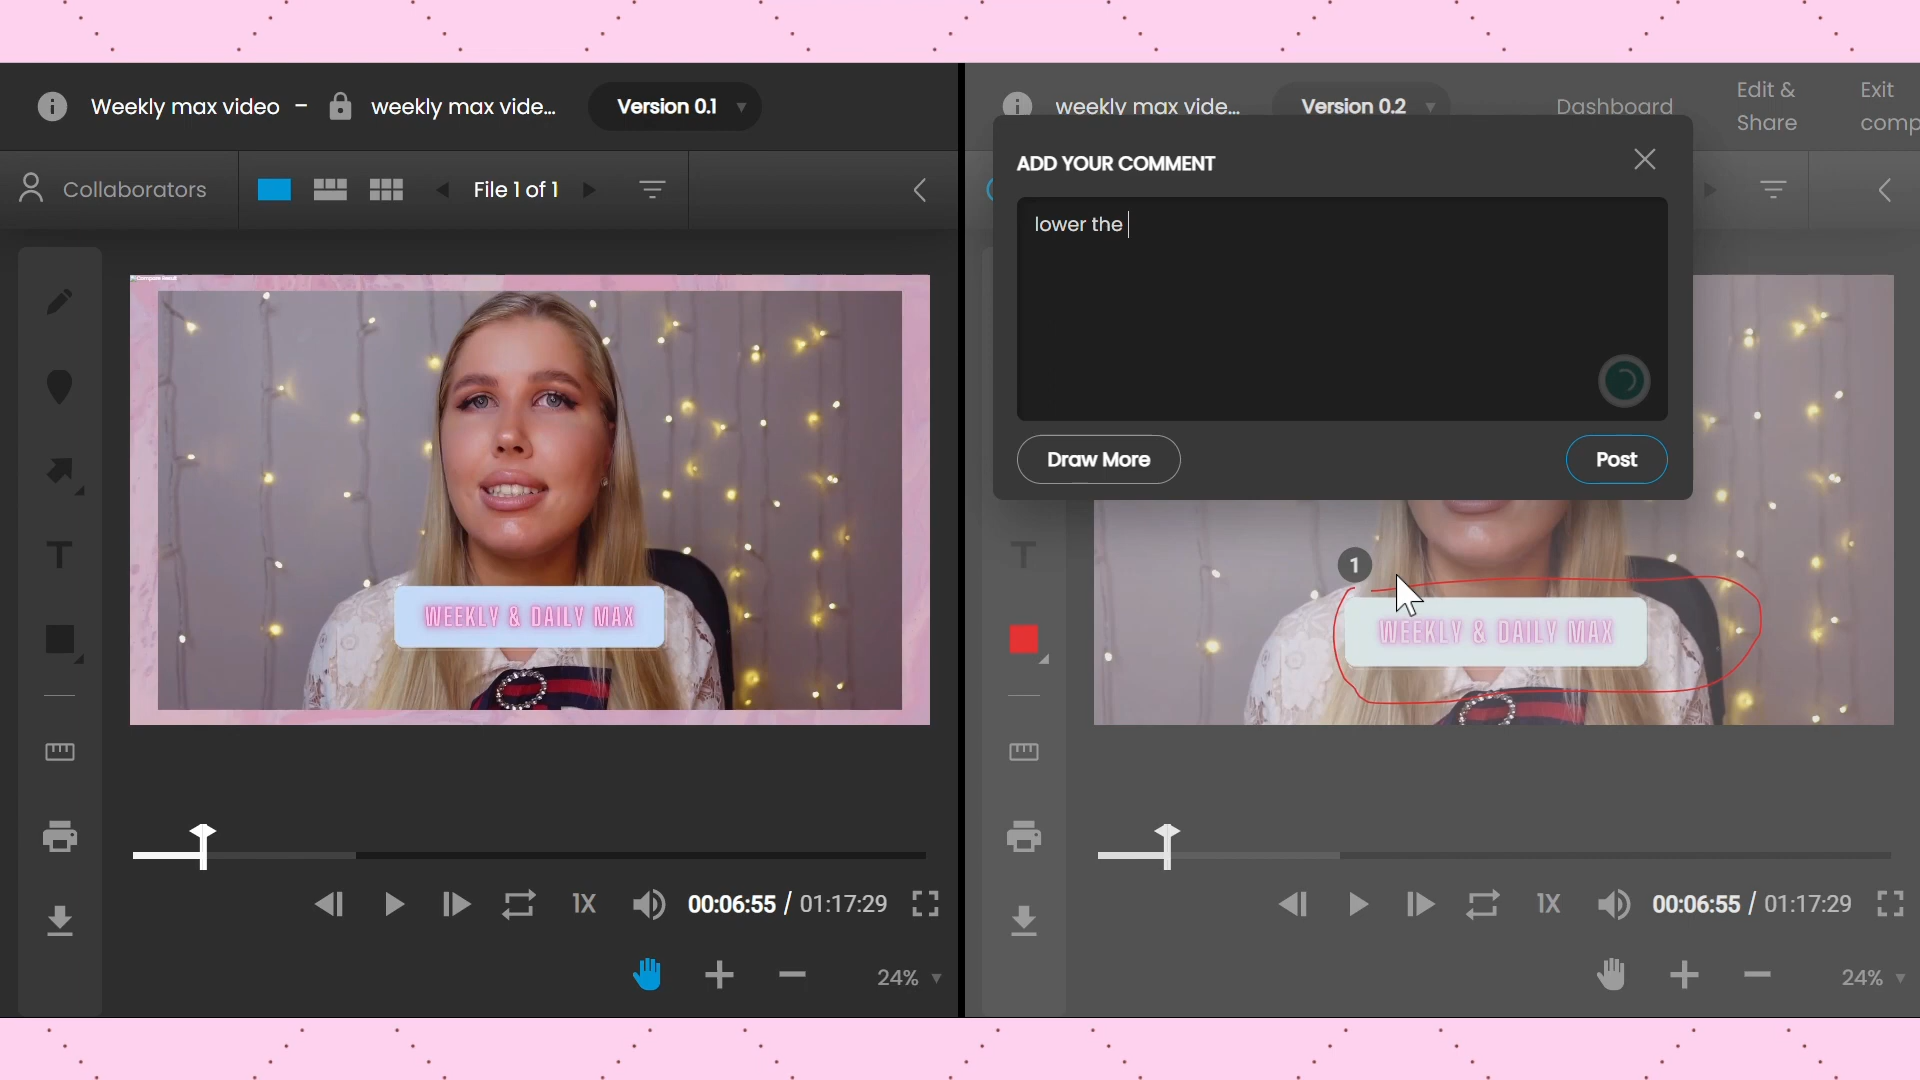 Weekly max video - weekly max vide... Version 0.1
Collaborators File 1 of 1
WEEKLY & DAILY MAX
1X 00:06:55 / 01:17:29
24%
weekly max vide... Version 0.2 Dashboard Edit & Share Exit comp
ADD YOUR COMMENT
lower the
Draw More Post
1
WEEKLY & DAILY MAX
1X 00:06:55 / 01:17:29
24%